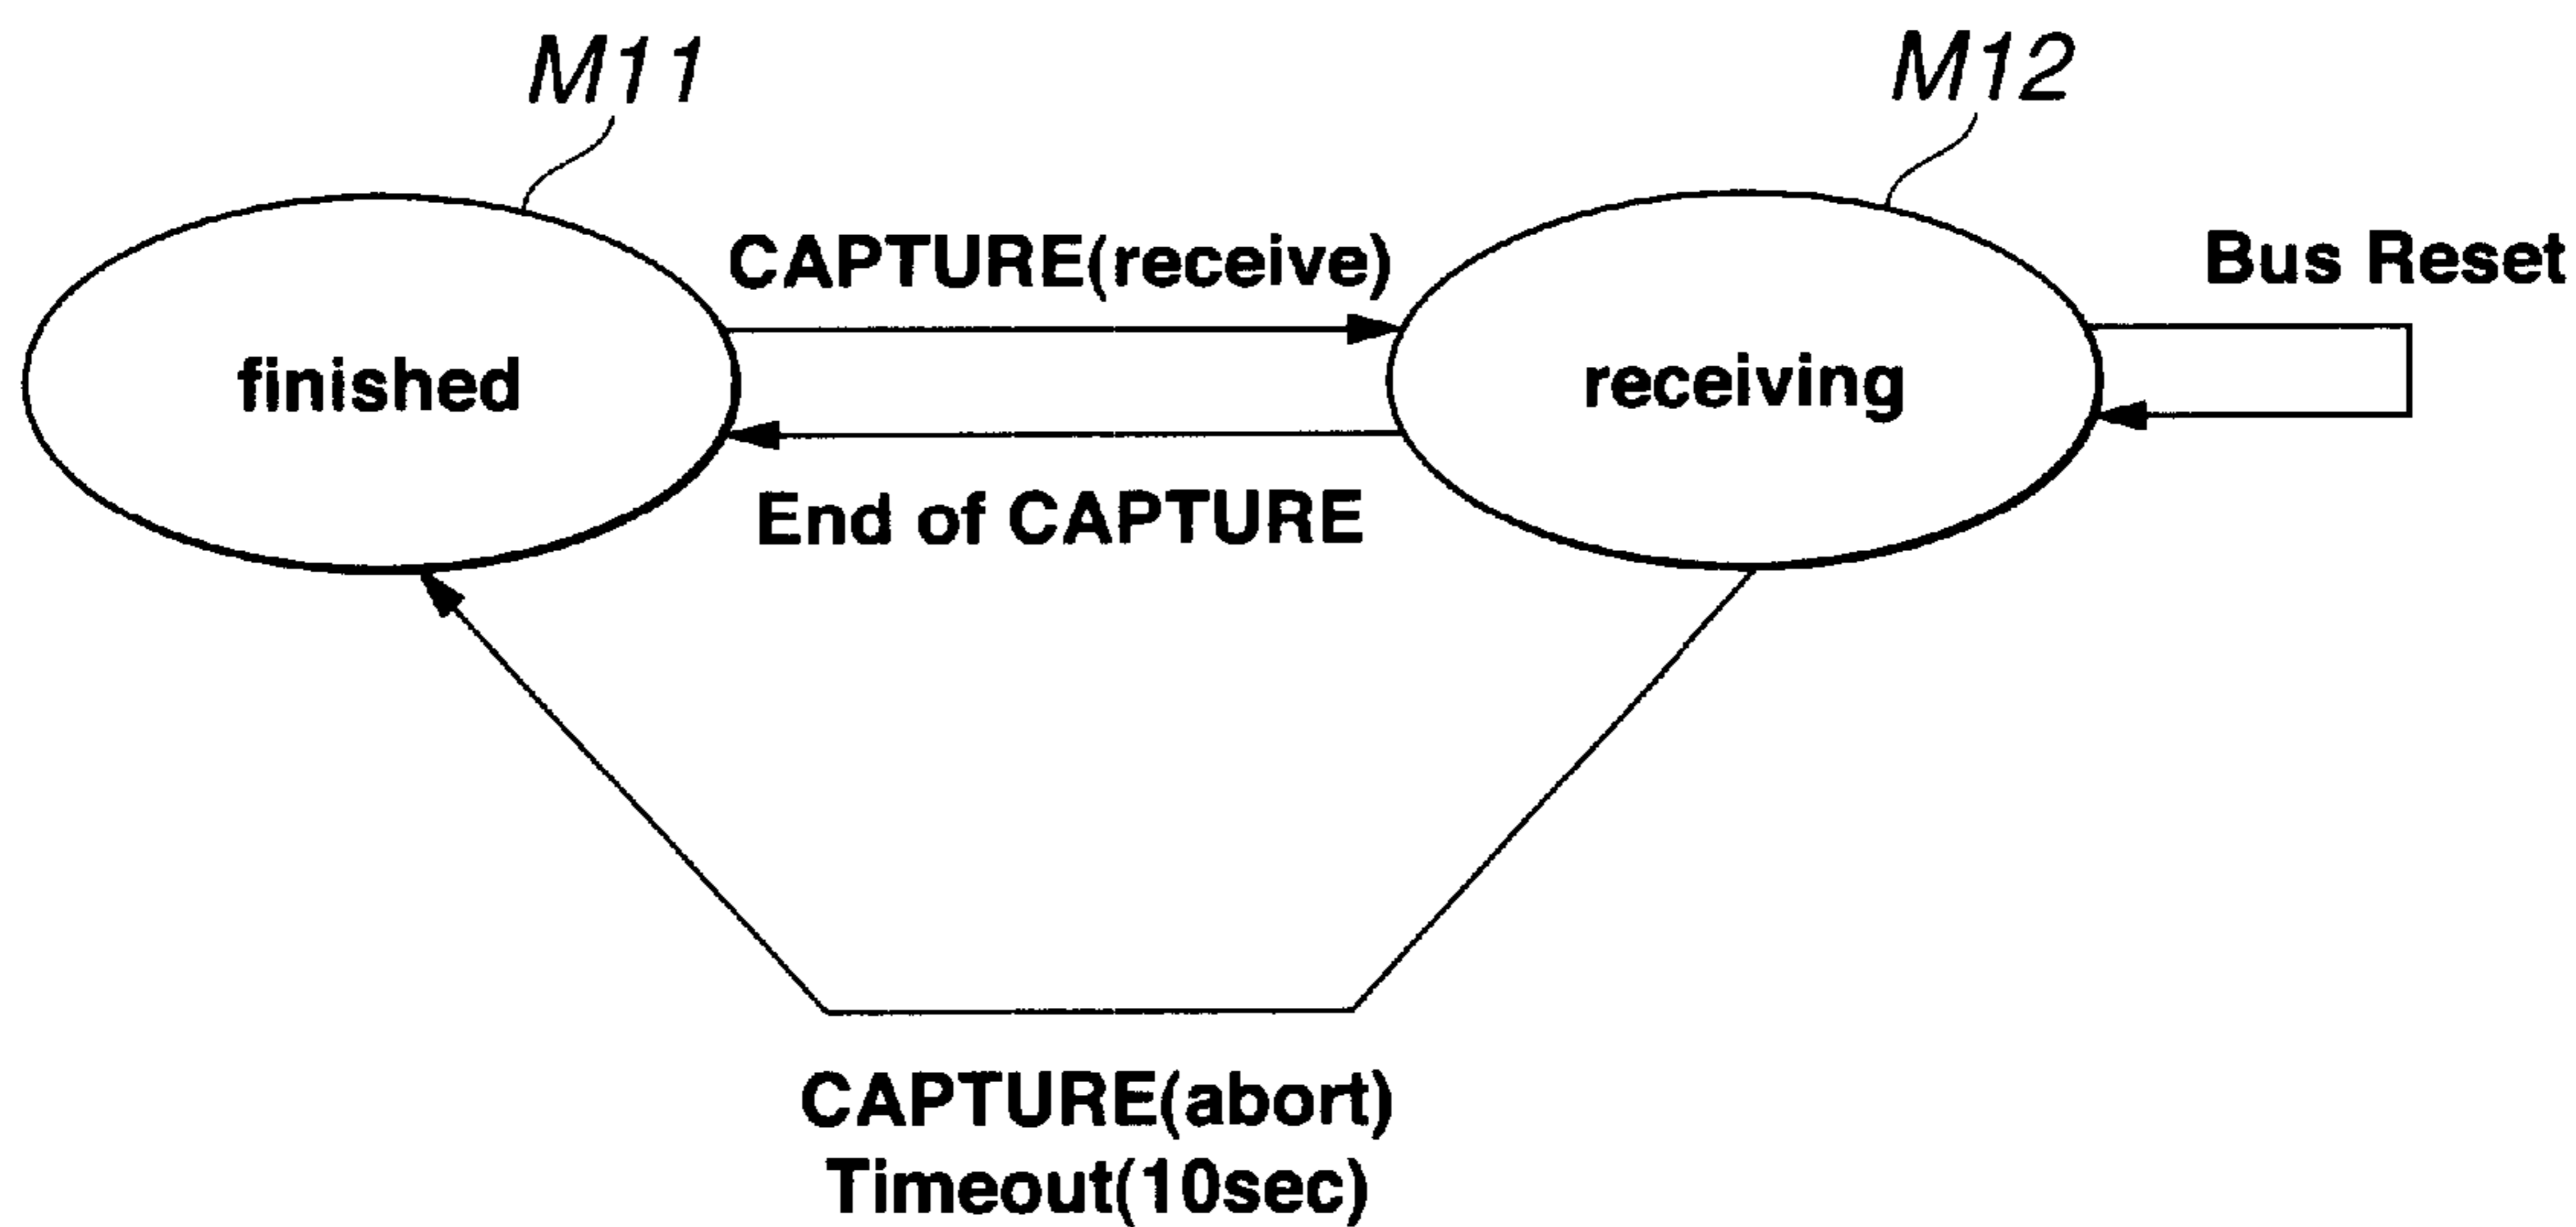 M11
M12
CAPTURE(receive)
Bus Reset
finished
receiving
End of CAPTURE
CAPTURE(abort)
Timeout(10sec)